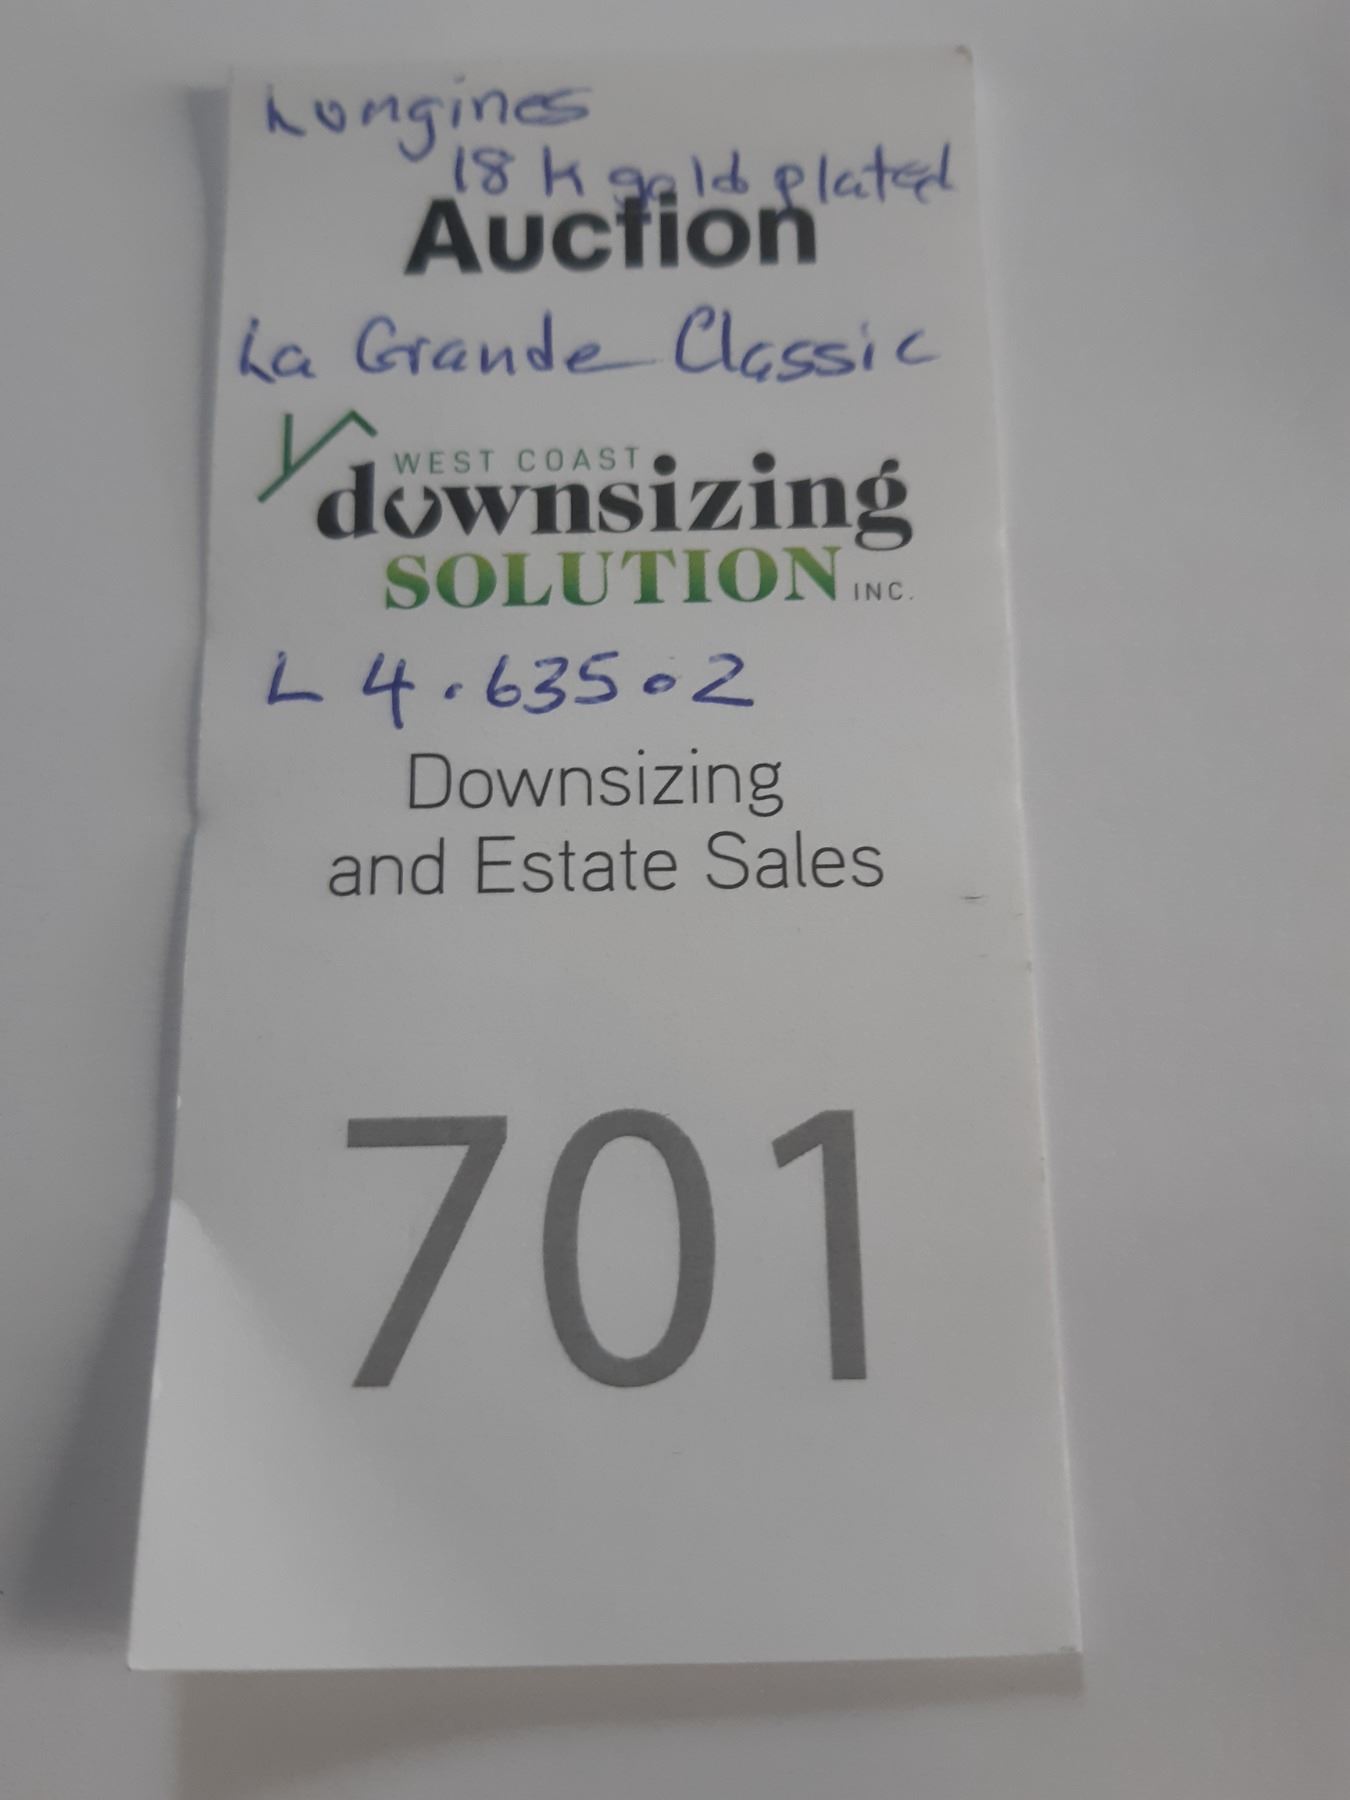 Longines
18 K gold plated
Auction
La Grande Classic
WEST COAST
downsizing
SOLUTION INC.
L 4.635.2
Downsizing
and Estate Sales
701